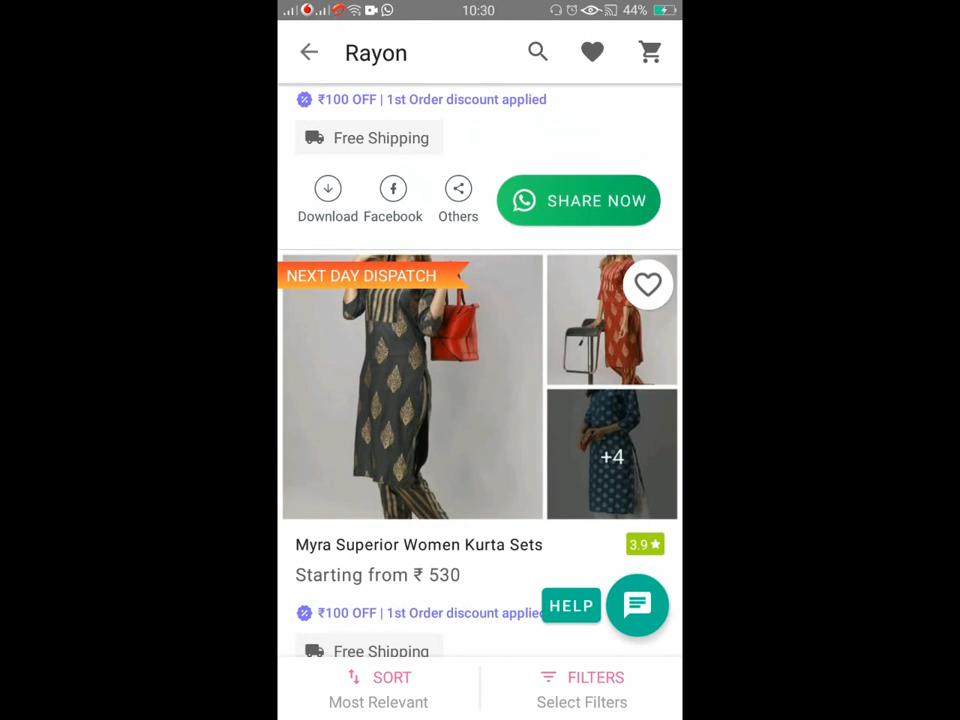 10:30
44%
Rayon
₹100 OFF | 1st Order discount applied
Free Shipping
Download Facebook Others
SHARE NOW
NEXT DAY DISPATCH
+4
Myra Superior Women Kurta Sets
3.9
Starting from ₹ 530
₹100 OFF | 1st Order discount applied
HELP
Free Shipping
SORT
Most Relevant
FILTERS
Select Filters